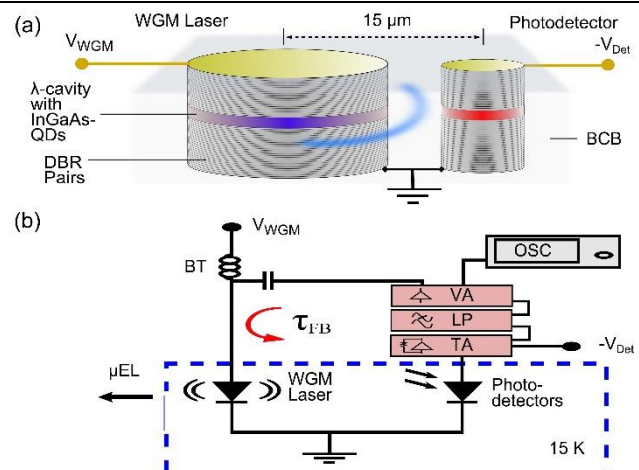 (a)
WGM Laser
15 µm
Photodetector
V_WGM
-V_Det
λ-cavity
with
InGaAs-
QDs
DBR
Pairs
BCB
(b)
V_WGM
BT
OSC
VA
LP
TA
τ_FB
-V_Det
µEL
WGM
Laser
Photo-
detectors
15 K